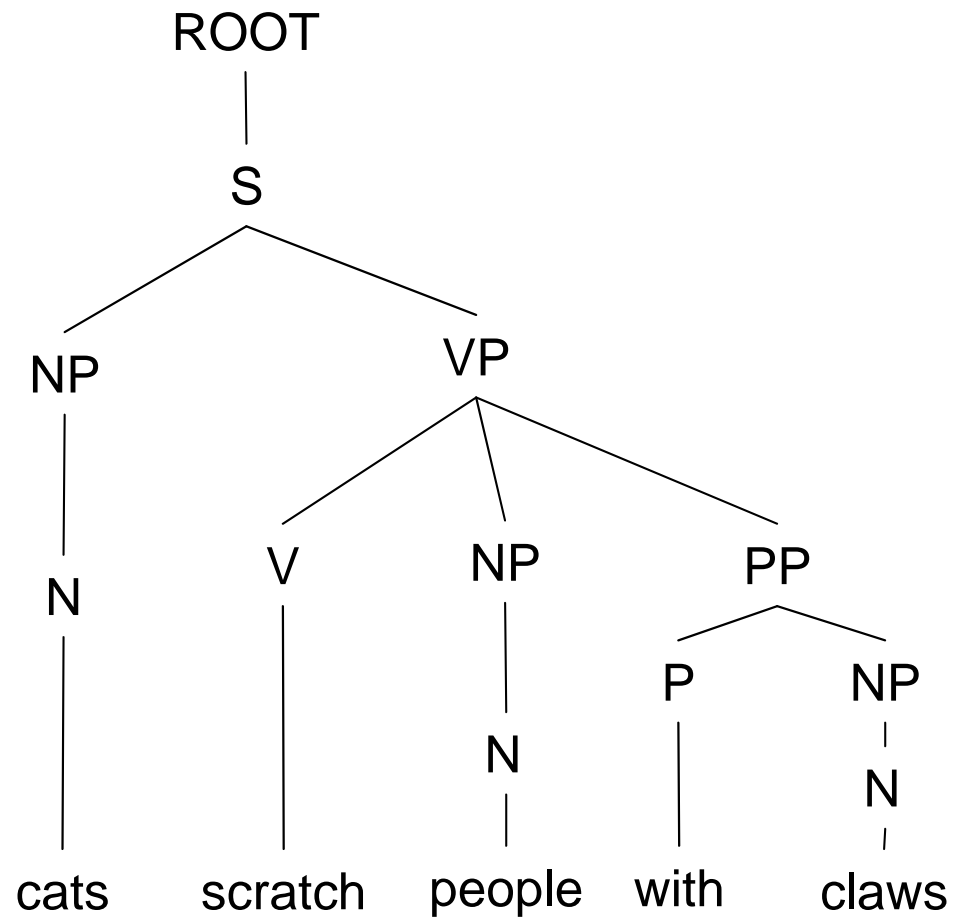 ROOT
S
NP VP
V NP PP
N
P NP
N
N
cats scratch people with claws